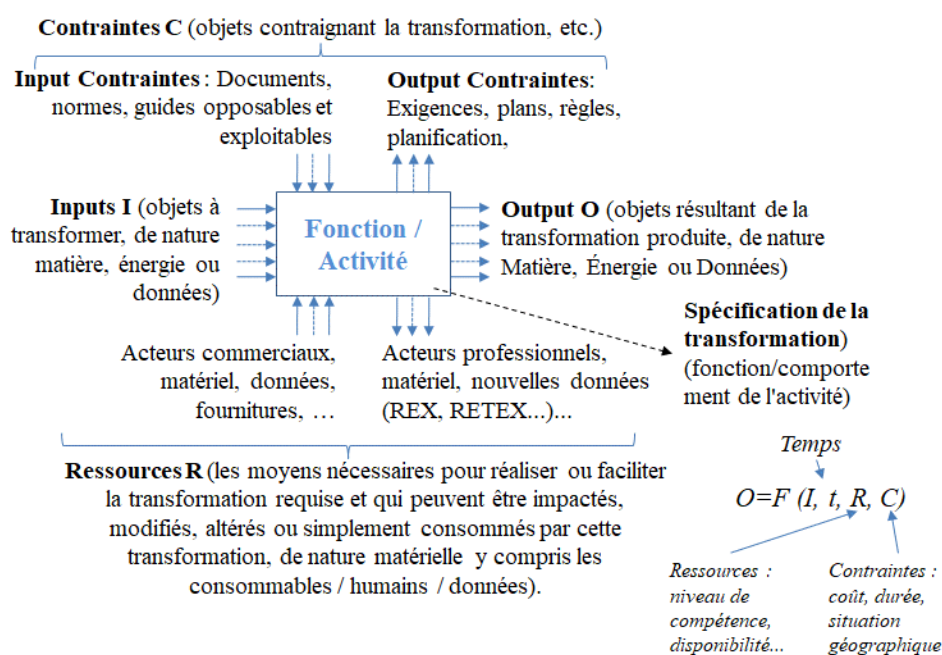 Contraintes C (objets contraignant la transformation, etc.)
Input Contraintes : Documents,
normes, guides opposables et
exploitables
Output Contraintes:
Exigences, plans, règles,
planification,
Inputs I (objets à
transformer, de nature
matière, énergie ou
données)
Fonction /
Activité
Output O (objets résultant de la
transformation produite, de nature
Matière, Énergie ou Données)
Spécification de la
transformation)
(fonction/comporte
ment de l'activité)
Acteurs commerciaux,
matériel, données,
fournitures, …
Acteurs professionnels,
matériel, nouvelles données
(REX, RETEX...)...
Ressources R (les moyens nécessaires pour réaliser ou faciliter
la transformation requise et qui peuvent être impactés,
modifiés, altérés ou simplement consommés par cette
transformation, de nature matérielle y compris les
consommables / humains / données).
Temps
O=F (I, t, R, C)
Ressources :
niveau de
compétence,
disponibilité...
Contraintes :
coût, durée,
situation
géographique